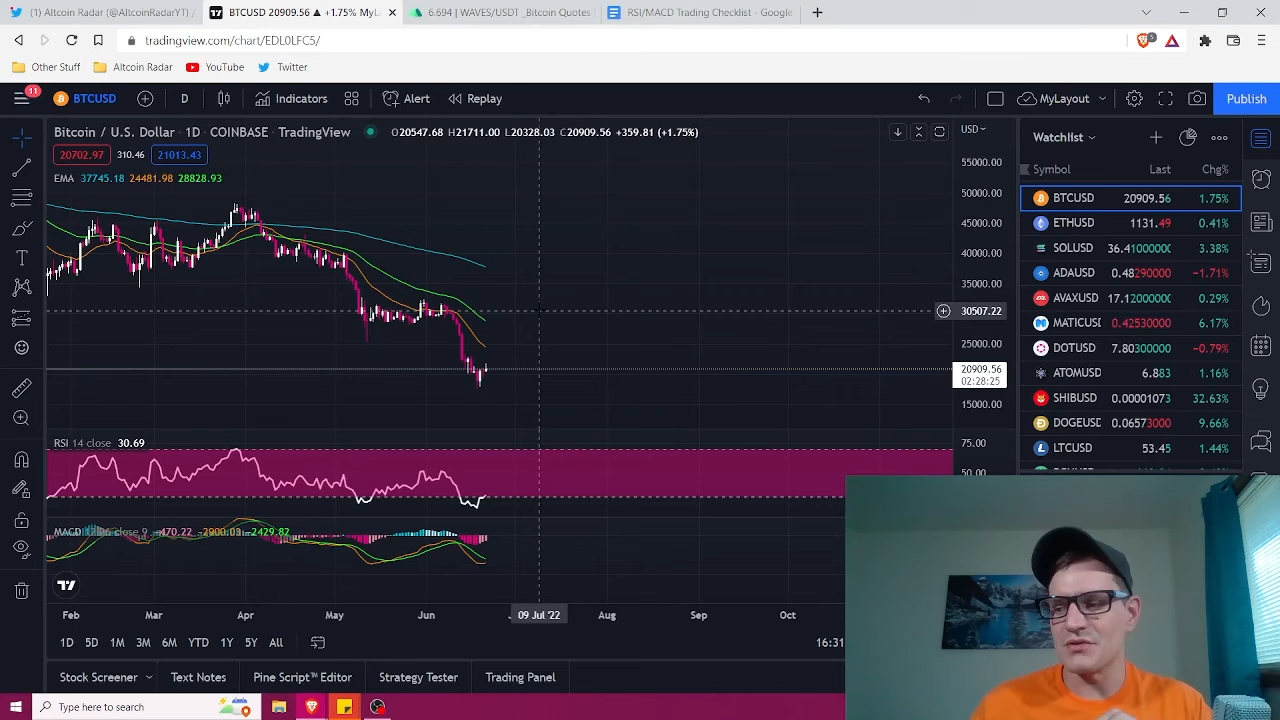 (1) Altcoin Radar (@AltcoinRadarYT) /
BTCUSD 20909.56 ▲ +1.75% MyLa
6.694 | WAVES/USDT _Bitcoin Quotes
RSI/MACD Trading Checklist - Google
tradingview.com/chart/EDL0LFC5/
5
Other Stuff
Altcoin Radar
YouTube
Twitter
11
BTCUSD
D
Indicators
Alert
Replay
MyLayout
Publish
Bitcoin / U.S. Dollar · 1D · COINBASE · TradingView
O20547.68 H21711.00 L20328.03 C20909.56 +359.81 (+1.75%)
20702.97 310.46 21013.43
EMA 37745.18 24481.98 28828.93
USD
55000.00
50000.00
45000.00
40000.00
35000.00
30507.22
25000.00
20909.56
02:28:25
15000.00
RSI 14 close 30.69
75.00
50.00
−470.22 −2900.03 −2429.82
Feb Mar Apr May Jun 09 Jul '22 Aug Sep Oct
1D 5D 1M 3M 6M YTD 1Y 5Y All
16:31
Stock Screener
Text Notes
Pine Script™ Editor
Strategy Tester
Trading Panel
Watchlist
Symbol Last Chg%
BTCUSD 20909.56 1.75%
ETHUSD 1131.49 0.41%
SOLUSD 36.41000000 3.38%
ADAUSD 0.48290000 −1.71%
AVAXUSD 17.12000000 0.29%
MATICUSD 0.42530000 6.17%
DOTUSD 7.80300000 −0.79%
ATOMUSD 6.883 1.16%
SHIBUSD 0.00001073 32.63%
DOGEUSD 0.06573000 9.66%
LTCUSD 53.45 1.44%
Type here to search